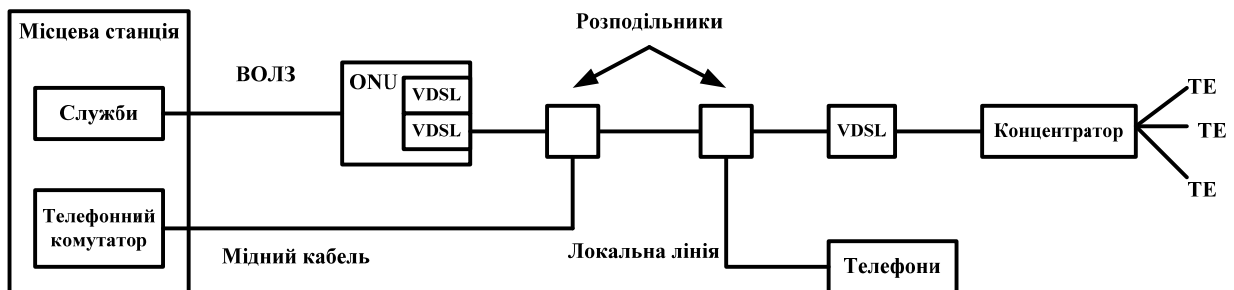 Місцева станція
Розподільники
ВОЛЗ
ONU
VDSL
VDSL
Служби
VDSL
Концентратор
TE
TE
TE
Телефонний
комутатор
Мідний кабель
Локальна лінія
Телефони